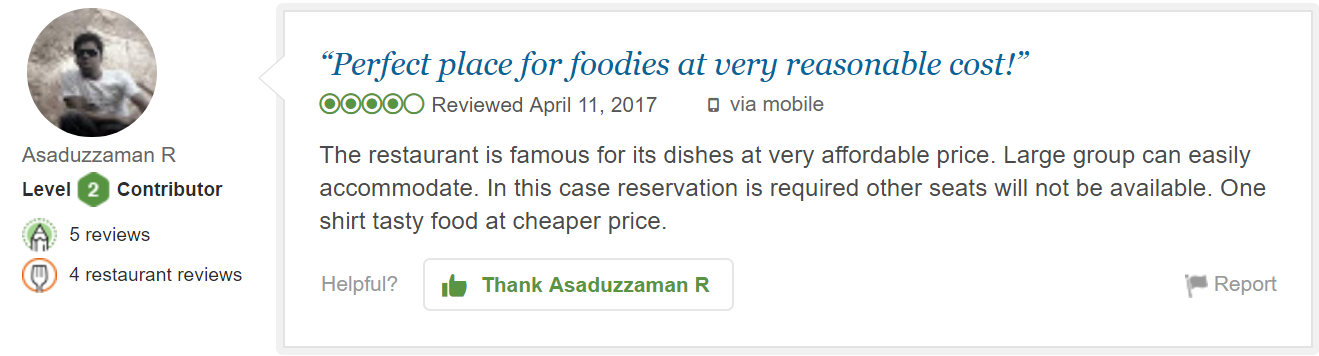 Asaduzzaman R
Level 2 Contributor
5 reviews
4 restaurant reviews
“Perfect place for foodies at very reasonable cost!”
Reviewed April 11, 2017 via mobile
The restaurant is famous for its dishes at very affordable price. Large group can easily
accommodate. In this case reservation is required other seats will not be available. One
shirt tasty food at cheaper price.
Helpful? Thank Asaduzzaman R Report